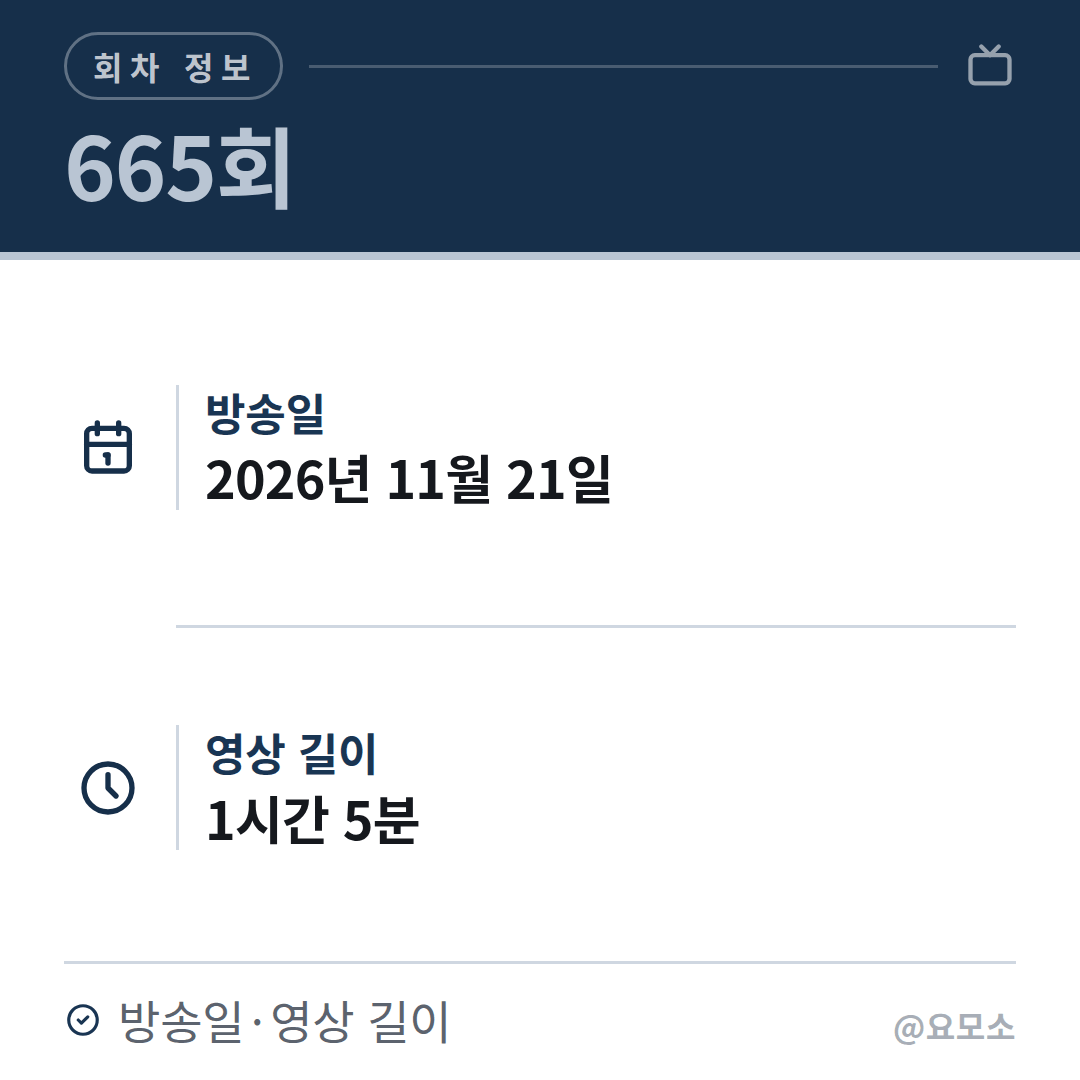 회차 정보
665회
방송일
2026년 11월 21일
영상 길이
1시간 5분
방송일·영상 길이
@요모소